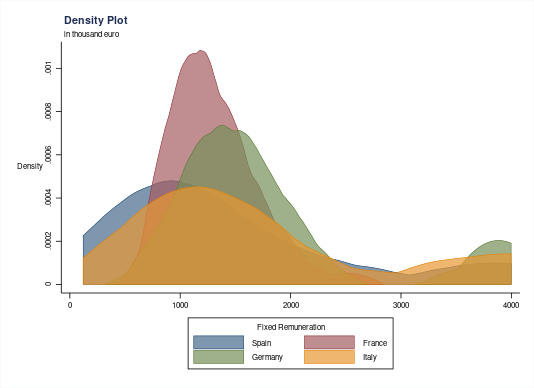 Density Plot
in thousand euro
.001
.0008
.0006
Density
.0004
.0002
0
0 1000 2000 3000 4000
Fixed Remuneration
Spain France
Germany Italy